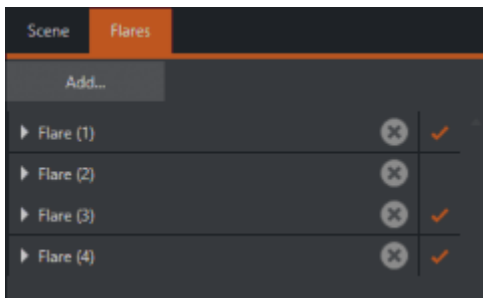 Scene Flares
Add...
Flare (1)
Flare (2)
Flare (3)
Flare (4)